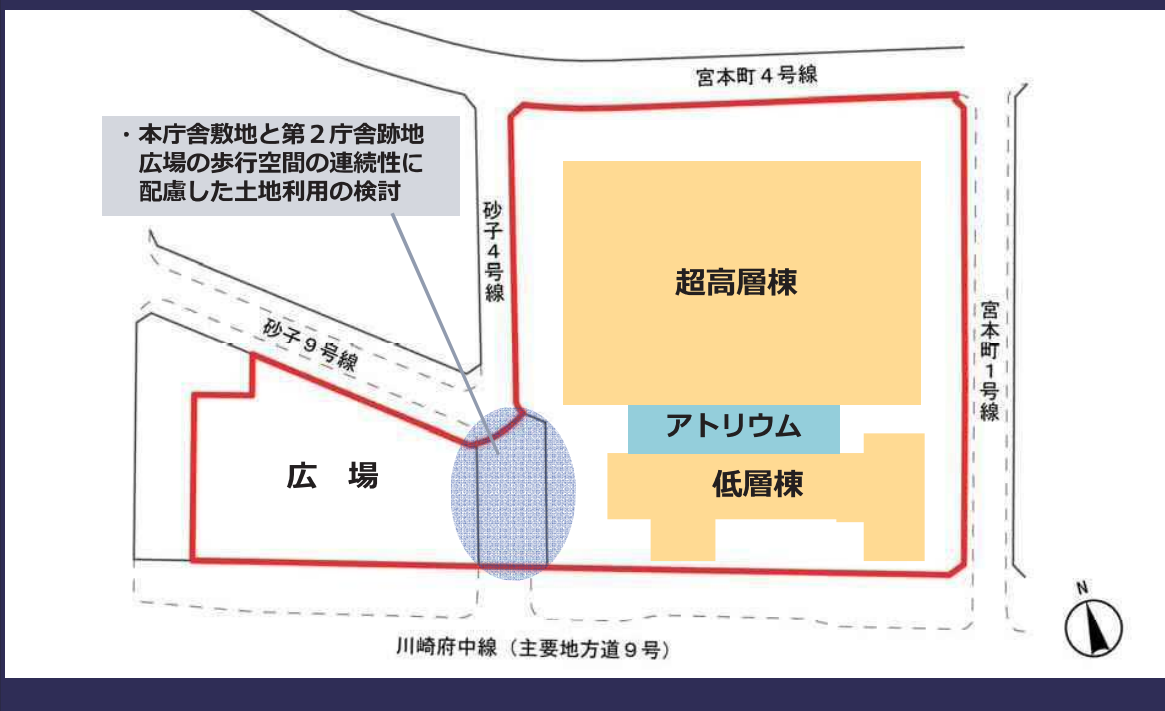 宮本町４号線
・本庁舎敷地と第２庁舎跡地
広場の歩行空間の連続性に
配慮した土地利用の検討
砂子４号線
超高層棟
宮本町１号線
砂子９号線
アトリウム
広　場
低層棟
川崎府中線（主要地方道９号）
N